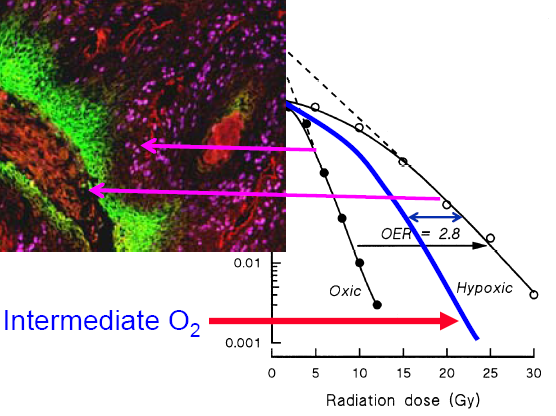 OER = 2.8
0.01
Oxic
Hypoxic
Intermediate O₂
0.001
0 5 10 15 20 25 30
Radiation dose (Gy)